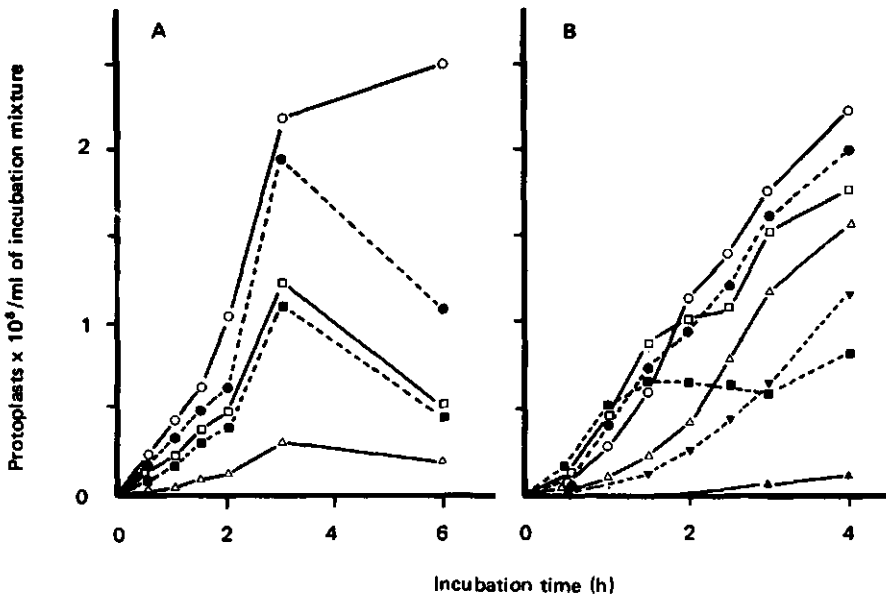 A
B
Protoplasts x 10⁶/ml of incubation mixture
2
1
0
0 2 4 6
0 2 4
Incubation time (h)